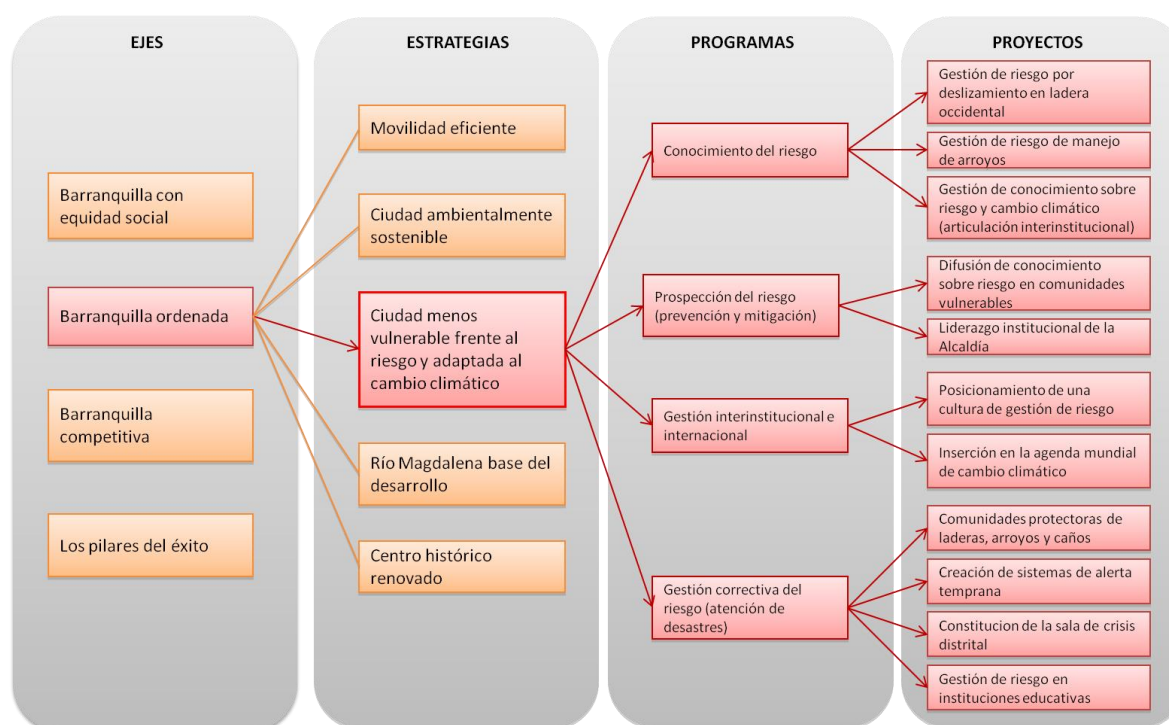 EJES
Barranquilla con
equidad social
Barranquilla ordenada
Barranquilla
competitiva
Los pilares del éxito
ESTRATEGIAS
Movilidad eficiente
Ciudad ambientalmente
sostenible
Ciudad menos
vulnerable frente al
riesgo y adaptada al
cambio climático
Río Magdalena base del
desarrollo
Centro histórico
renovado
PROGRAMAS
Conocimiento del riesgo
Prospección del riesgo
(prevención y mitigación)
Gestión interinstitucional e
internacional
Gestión correctiva del
riesgo (atención de
desastres)
PROYECTOS
Gestión de riesgo por
deslizamiento en ladera
occidental
Gestión de riesgo de manejo
de arroyos
Gestión de conocimiento sobre
riesgo y cambio climático
(articulación interinstitucional)
Difusión de conocimiento
sobre riesgo en comunidades
vulnerables
Liderazgo institucional de la
Alcaldía
Posicionamiento de una
cultura de gestión de riesgo
Inserción en la agenda mundial
de cambio climático
Comunidades protectoras de
laderas, arroyos y caños
Creación de sistemas de alerta
temprana
Constitucion de la sala de crisis
distrital
Gestión de riesgo en
instituciones educativas